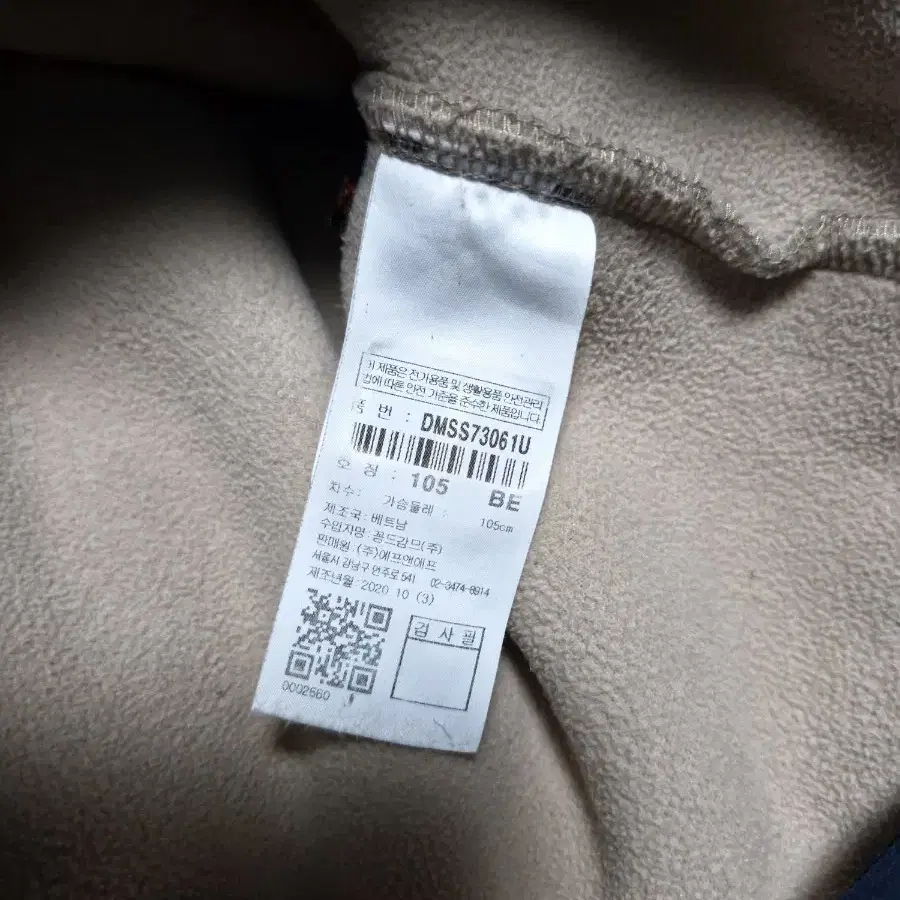 이 제품은 전기용품 및 생활용품 안전관리
법에 따른 안전 기준을 준수한 제품입니다.
품 번 : DMSS73061U
호 칭 : 105 BE
치수: 가슴둘레 : 105cm
제조국: 베트남
수입자명: 꽁드감므(주)
판매원 : (주)에프앤에프
서울시 강남구 언주로 541 02-3474-8914
제조년월 : 2020 10 (3)
검 사 필
0002660